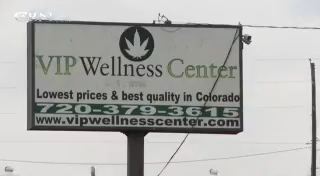 VIP Wellness Center
Lowest prices & best quality in Colorado
720-379-3615
www.vipwellnesscenter.com